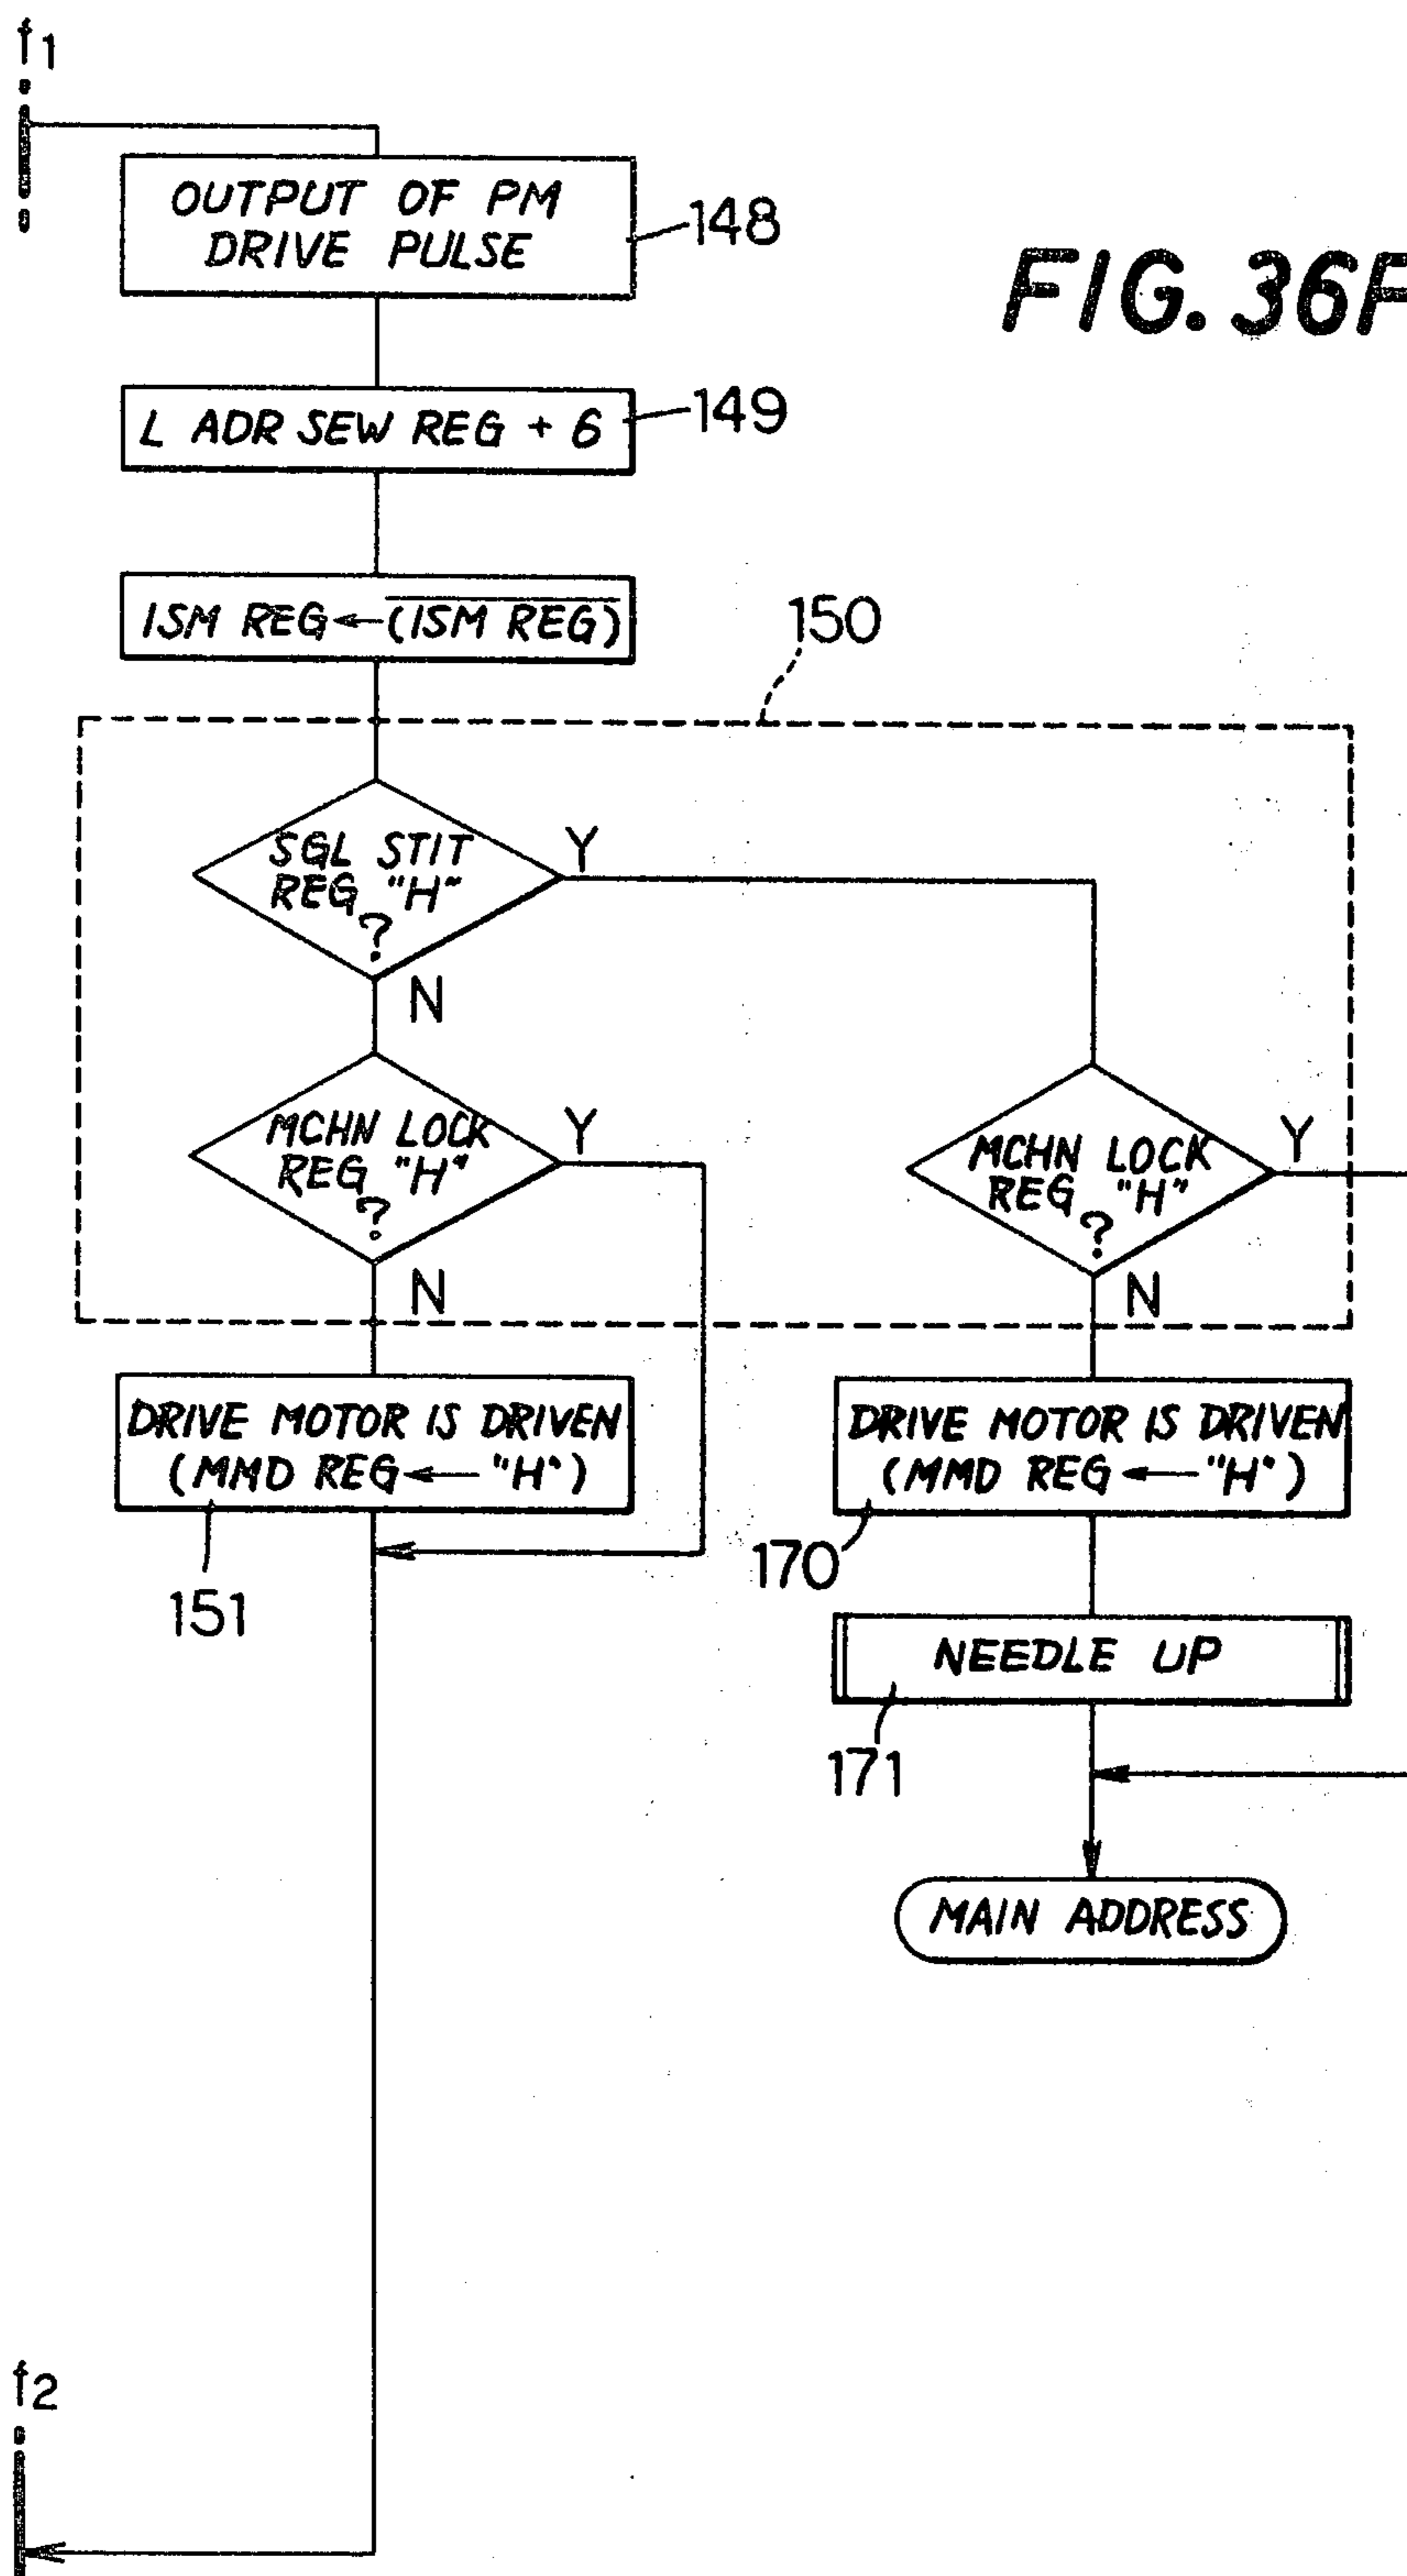 f1
OUTPUT OF PM
DRIVE PULSE
148
FIG. 36F
L ADR SEW REG + 6
149
ISM REG ← (ISM REG)
150
SGL STIT
REG "H"
?
Y
N
MCHN LOCK
REG "H"
?
Y
N
MCHN LOCK
REG "H"
?
Y
N
DRIVE MOTOR IS DRIVEN
(MMD REG ← "H")
151
DRIVE MOTOR IS DRIVEN
(MMD REG ← "H")
170
NEEDLE UP
171
MAIN ADDRESS
f2